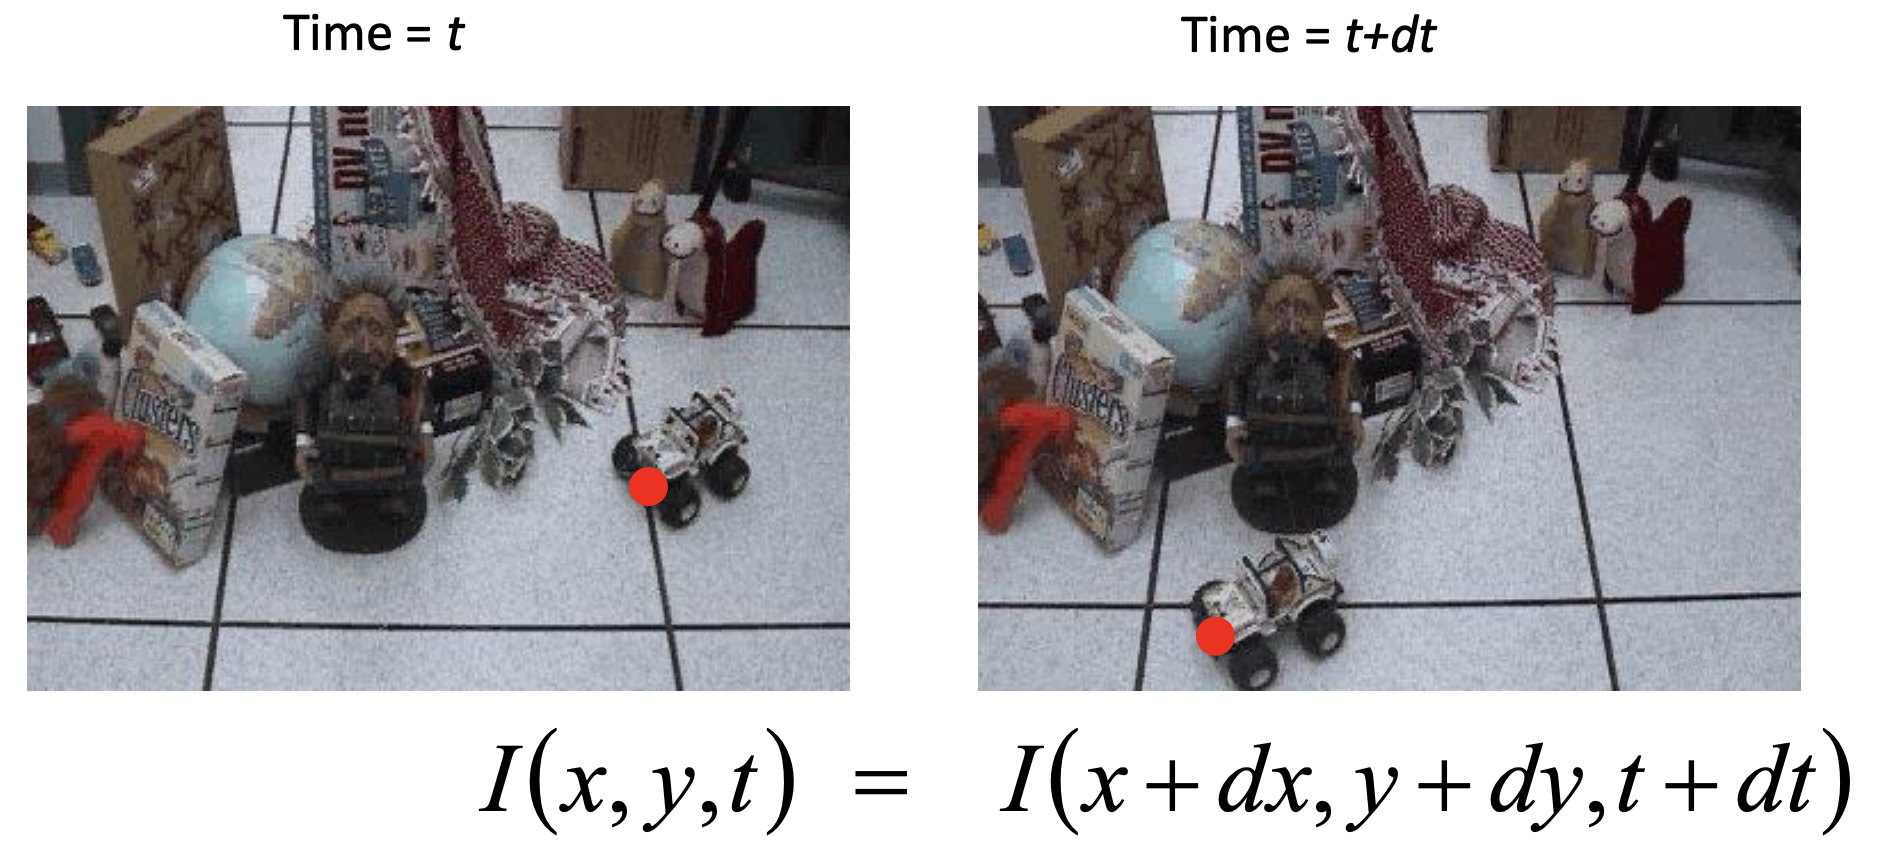 Time = t
Time = t+dt
Clusters
Clusters
I(x, y, t) = I(x + dx, y + dy, t + dt)